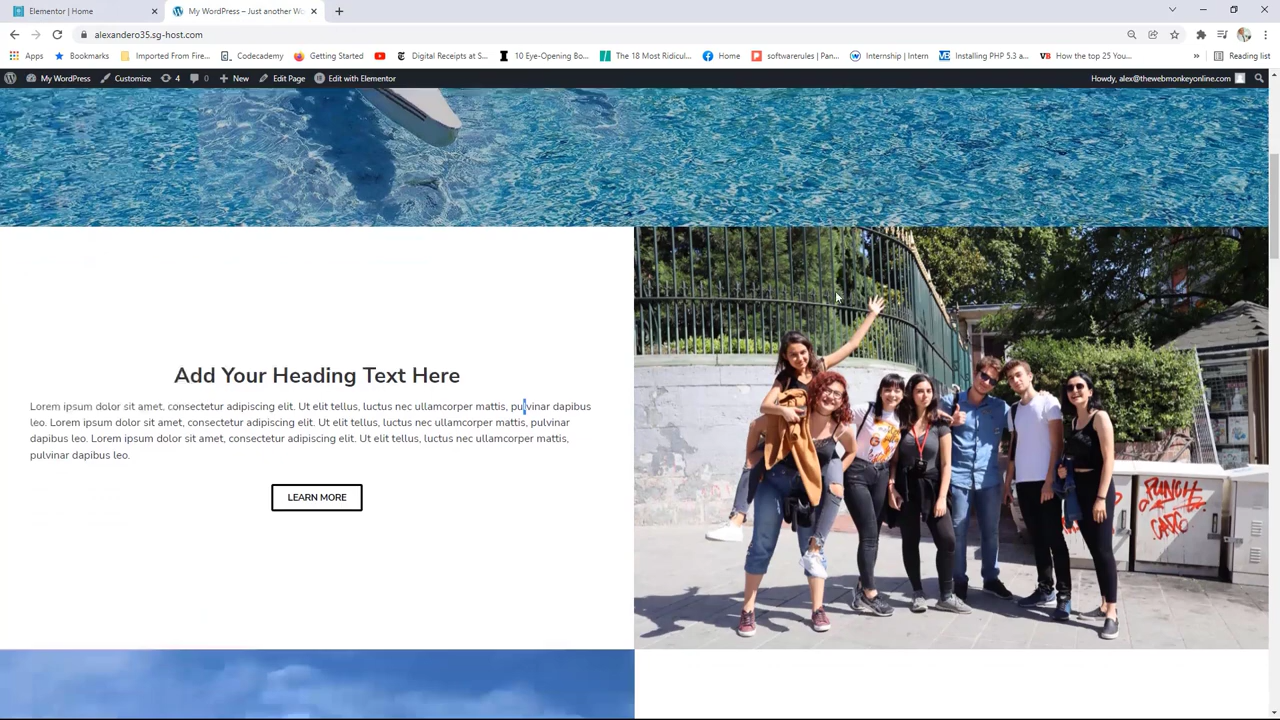 Elementor | Home
My WordPress – Just another Wo
alexandero35.sg-host.com
Apps
Bookmarks
Imported From Fire...
Codecademy
Getting Started
Digital Receipts at S...
10 Eye-Opening Bo...
The 18 Most Ridicul...
Home
softwarerules | Pan...
Internship | Intern
Installing PHP 5.3 a...
How the top 25 You...
Reading list
My WordPress
Customize
4
0
New
Edit Page
Edit with Elementor
Howdy, alex@thewebmonkeyonline.com
Add Your Heading Text Here
Lorem ipsum dolor sit amet, consectetur adipiscing elit. Ut elit tellus, luctus nec ullamcorper mattis, pulvinar dapibus
leo. Lorem ipsum dolor sit amet, consectetur adipiscing elit. Ut elit tellus, luctus nec ullamcorper mattis, pulvinar
dapibus leo. Lorem ipsum dolor sit amet, consectetur adipiscing elit. Ut elit tellus, luctus nec ullamcorper mattis,
pulvinar dapibus leo.
LEARN MORE